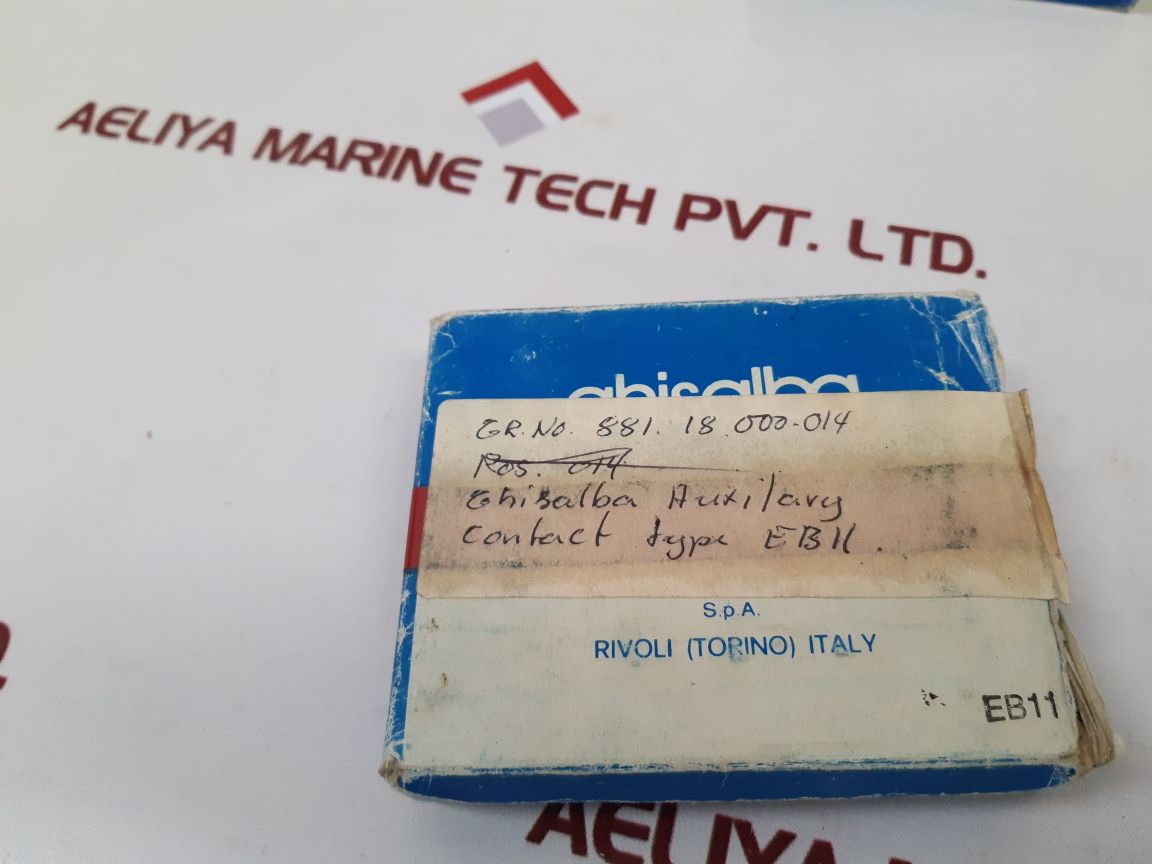 AELIYA MARINE TECH PVT. LTD.
ghisalba
GR.No. 881. 18.000-014
Pos. 014
Ghisalba Auxilary
Contact type EB11.
S.p.A.
RIVOLI (TORINO) ITALY
EB11
AELIYA